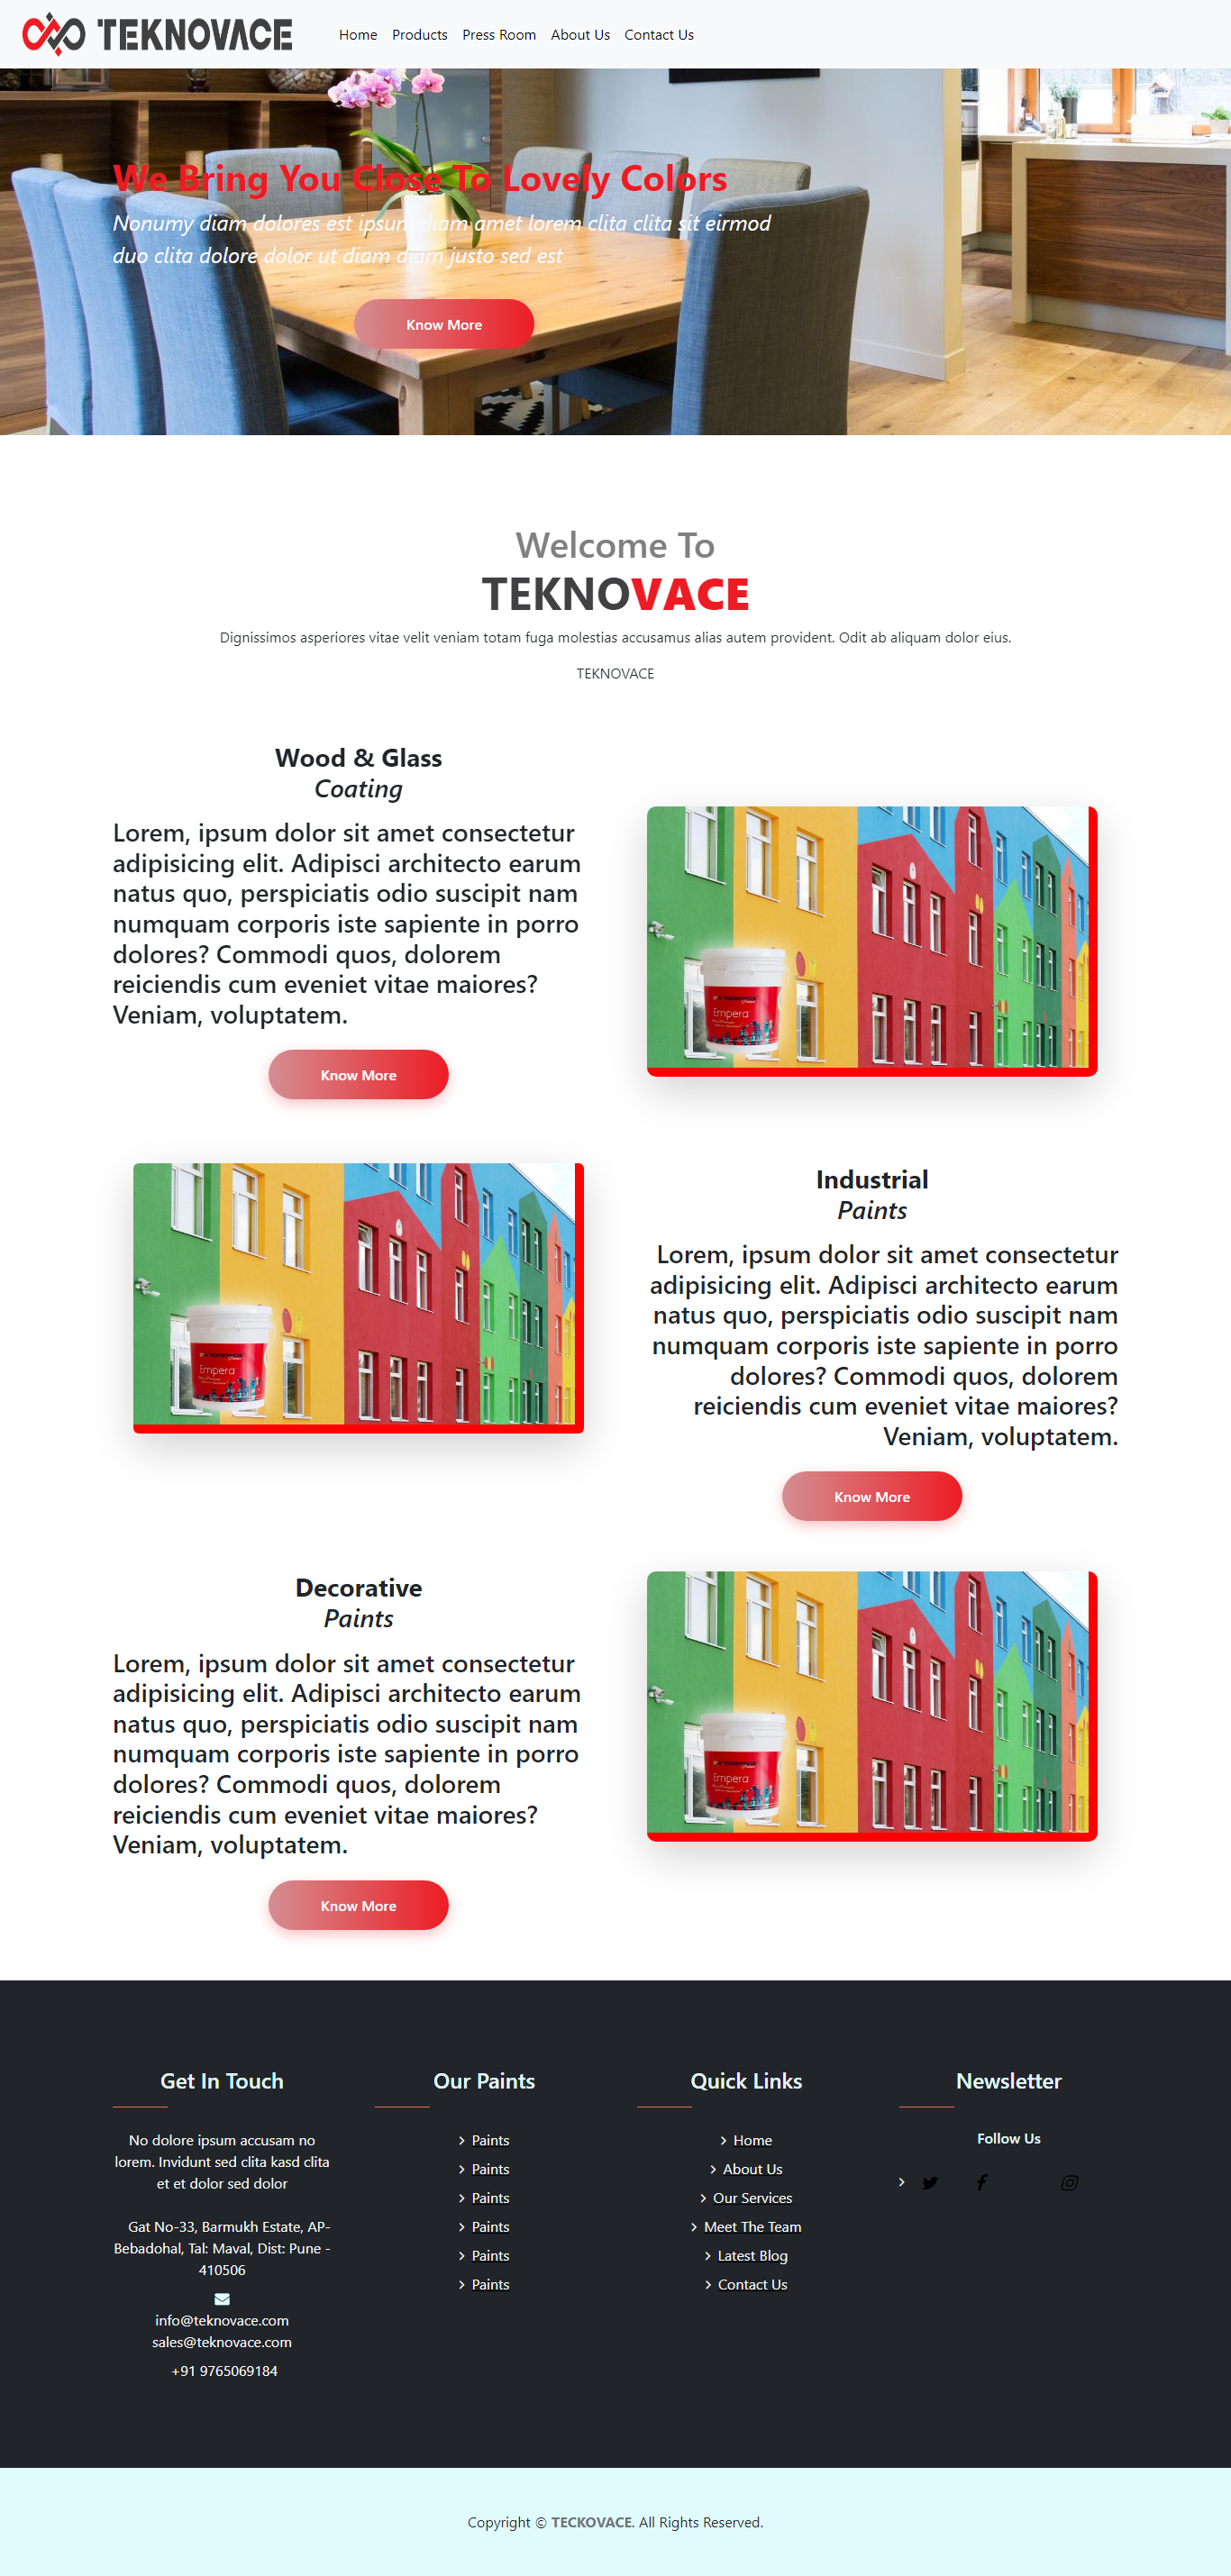 TEKNOVACE
Home Products Press Room About Us Contact Us
We Bring You Close To Lovely Colors
Nonumy diam dolores est ipsum diam amet lorem clita clita sit eirmod
duo clita dolore dolor ut diam diam justo sed est
Know More
Welcome To
TEKNOVACE
Dignissimos asperiores vitae velit veniam totam fuga molestias accusamus alias autem provident. Odit ab aliquam dolor eius.
TEKNOVACE
Wood & Glass
Coating
Lorem, ipsum dolor sit amet consectetur
adipisicing elit. Adipisci architecto earum
natus quo, perspiciatis odio suscipit nam
numquam corporis iste sapiente in porro
dolores? Commodi quos, dolorem
reiciendis cum eveniet vitae maiores?
Veniam, voluptatem.
Know More
TEKNOVACE
Empera
TEKNOVACE
Empera
Industrial
Paints
Lorem, ipsum dolor sit amet consectetur
adipisicing elit. Adipisci architecto earum
natus quo, perspiciatis odio suscipit nam
numquam corporis iste sapiente in porro
dolores? Commodi quos, dolorem
reiciendis cum eveniet vitae maiores?
Veniam, voluptatem.
Know More
Decorative
Paints
Lorem, ipsum dolor sit amet consectetur
adipisicing elit. Adipisci architecto earum
natus quo, perspiciatis odio suscipit nam
numquam corporis iste sapiente in porro
dolores? Commodi quos, dolorem
reiciendis cum eveniet vitae maiores?
Veniam, voluptatem.
Know More
TEKNOVACE
Empera
Get In Touch
No dolore ipsum accusam no
lorem. Invidunt sed clita kasd clita
et et dolor sed dolor
Gat No-33, Barmukh Estate, AP-
Bebadohal, Tal: Maval, Dist: Pune -
410506
info@teknovace.com
sales@teknovace.com
+91 9765069184
Our Paints
Paints
Paints
Paints
Paints
Paints
Paints
Quick Links
Home
About Us
Our Services
Meet The Team
Latest Blog
Contact Us
Newsletter
Follow Us
Copyright © TECKOVACE. All Rights Reserved.